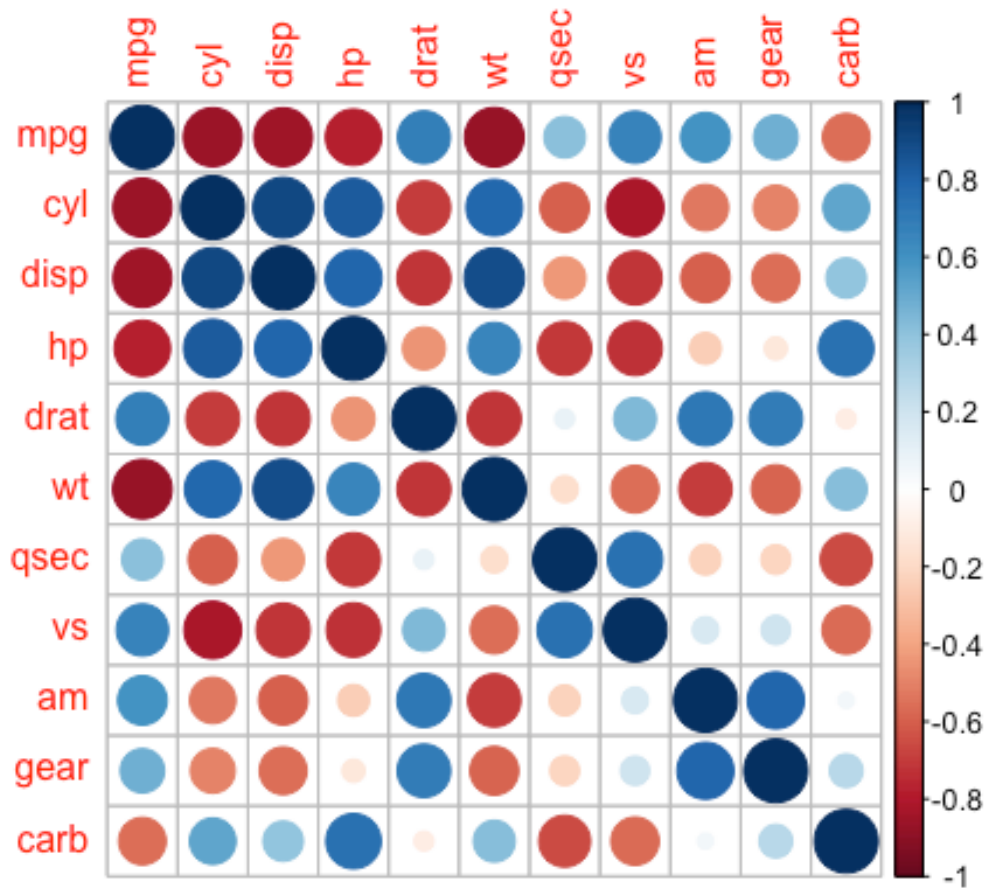 mpg cyl disp hp drat wt qsec vs am gear carb
mpg
cyl
disp
hp
drat
wt
qsec
vs
am
gear
carb
1
0.8
0.6
0.4
0.2
0
-0.2
-0.4
-0.6
-0.8
-1